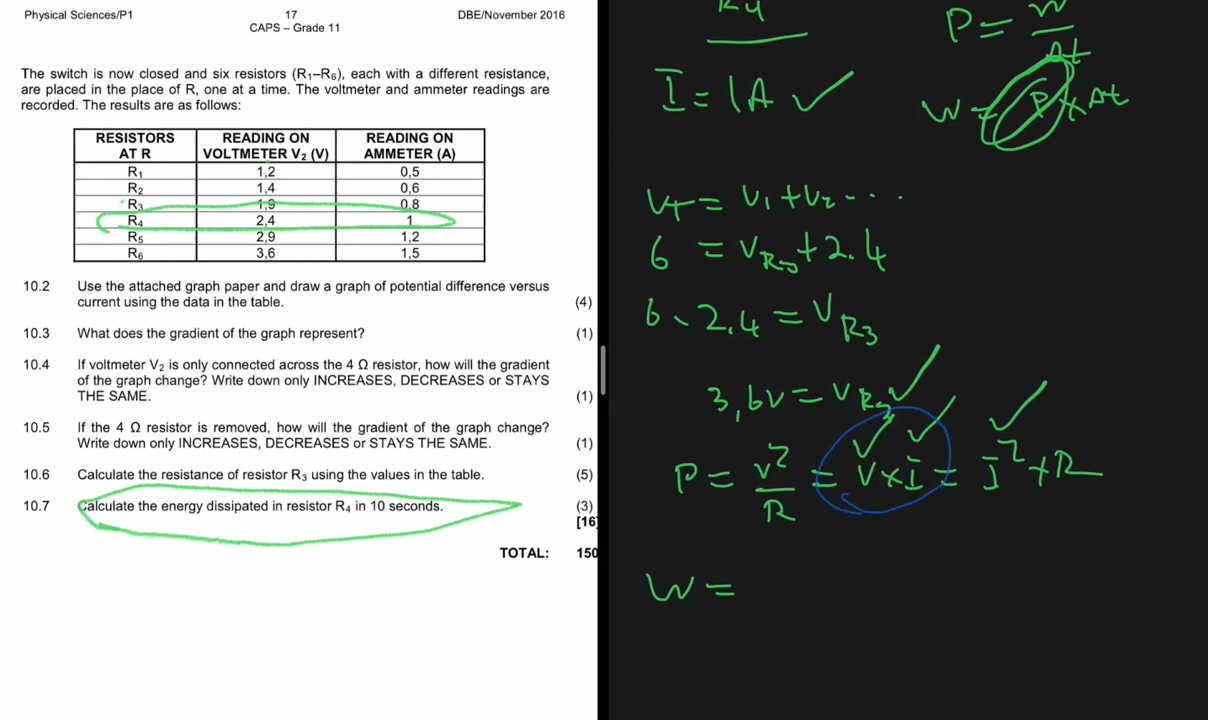 Physical Sciences/P1 17 DBE/November 2016
CAPS – Grade 11
The switch is now closed and six resistors (R₁–R₆), each with a different resistance,
are placed in the place of R, one at a time. The voltmeter and ammeter readings are
recorded. The results are as follows:
RESISTORS AT R READING ON VOLTMETER V₂ (V) READING ON AMMETER (A)
R₁ 1,2 0,5
R₂ 1,4 0,6
R₃ 1,9 0,8
R₄ 2,4 1
R₅ 2,9 1,2
R₆ 3,6 1,5
10.2 Use the attached graph paper and draw a graph of potential difference versus
current using the data in the table. (4)
10.3 What does the gradient of the graph represent? (1)
10.4 If voltmeter V₂ is only connected across the 4 Ω resistor, how will the gradient
of the graph change? Write down only INCREASES, DECREASES or STAYS
THE SAME. (1)
10.5 If the 4 Ω resistor is removed, how will the gradient of the graph change?
Write down only INCREASES, DECREASES or STAYS THE SAME. (1)
10.6 Calculate the resistance of resistor R₃ using the values in the table. (5)
10.7 Calculate the energy dissipated in resistor R₄ in 10 seconds. (3)
[16
TOTAL: 150
R4
P = W/Δt
I = 1A ✓
W = P × Δt
VT = V1 + V2 ...
6 = VR3 + 2.4
6 - 2.4 = VR3
3,6V = VR3 ✓
P = V²/R = V × I = I² × R
W =